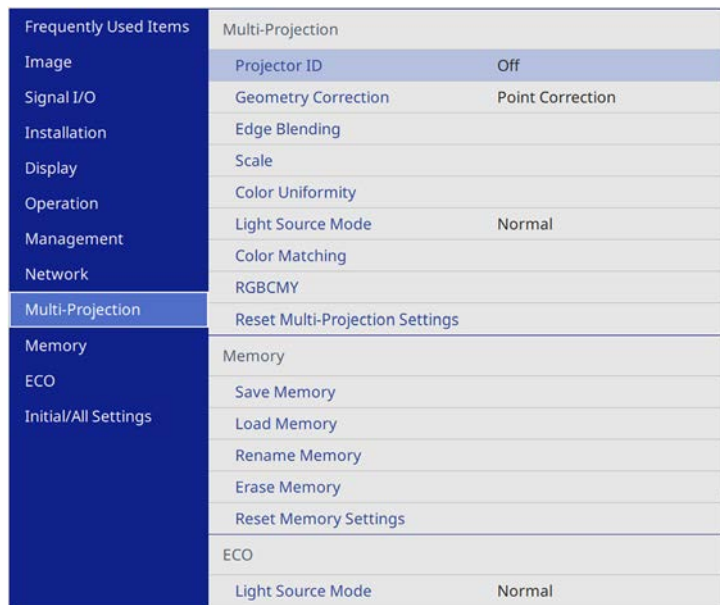 Frequently Used Items
Image
Signal I/O
Installation
Display
Operation
Management
Network
Multi-Projection
Memory
ECO
Initial/All Settings
Multi-Projection
Projector ID Off
Geometry Correction Point Correction
Edge Blending
Scale
Color Uniformity
Light Source Mode Normal
Color Matching
RGBCMY
Reset Multi-Projection Settings
Memory
Save Memory
Load Memory
Rename Memory
Erase Memory
Reset Memory Settings
ECO
Light Source Mode Normal